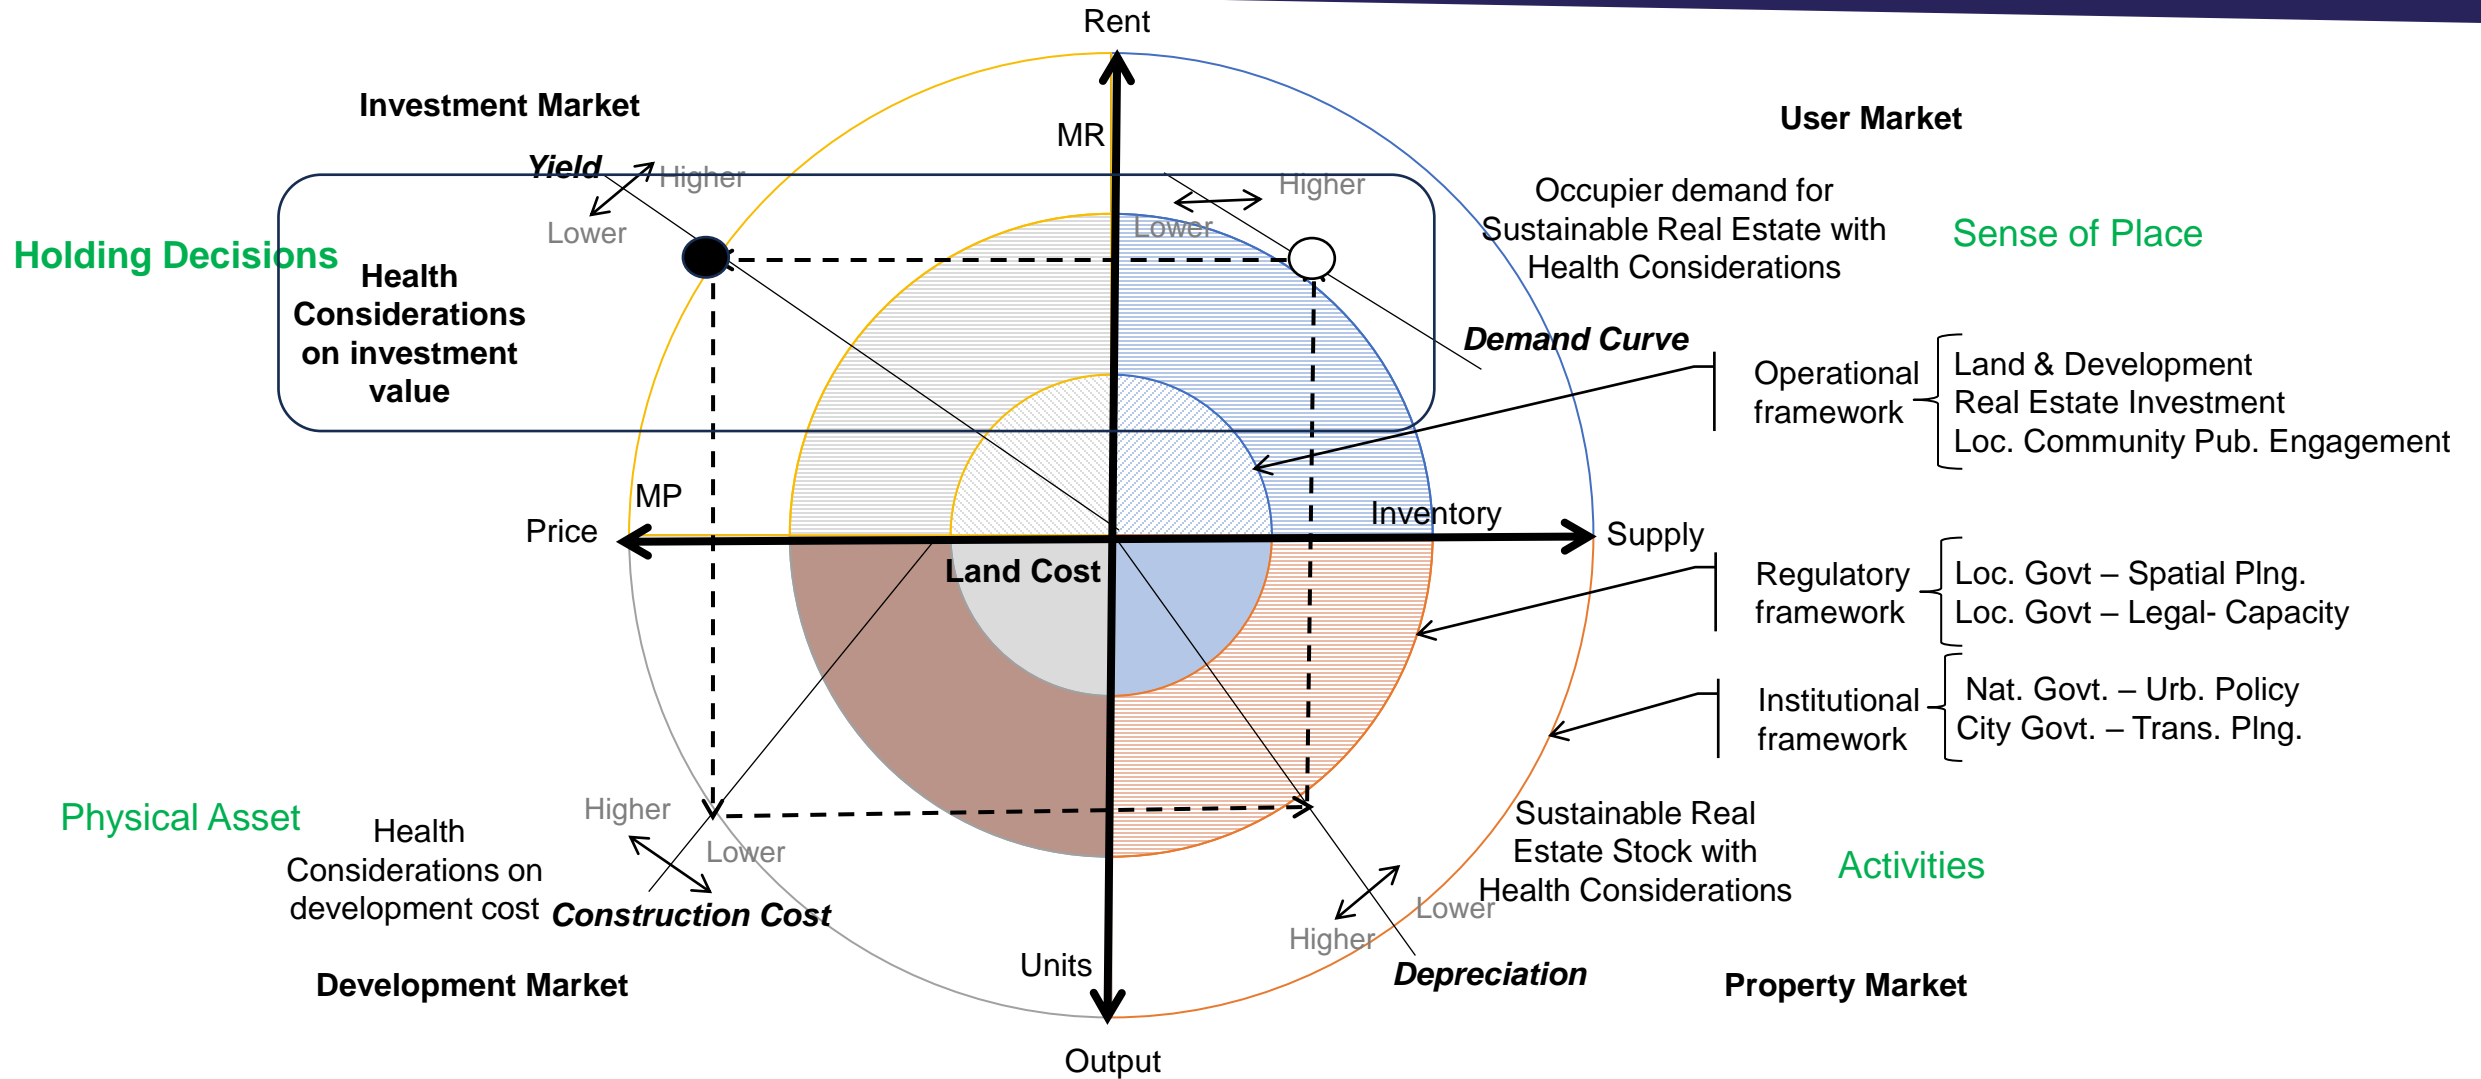 Rent
Investment Market
User Market
MR
Yield
Higher
Lower
Higher
Lower
Occupier demand for
Sustainable Real Estate with
Health Considerations
Sense of Place
Holding Decisions
Health
Considerations
on investment
value
Demand Curve
Operational
framework
Land & Development
Real Estate Investment
Loc. Community Pub. Engagement
MP
Price
Inventory
Supply
Land Cost
Regulatory
framework
Loc. Govt – Spatial Plng.
Loc. Govt – Legal- Capacity
Institutional
framework
Nat. Govt. – Urb. Policy
City Govt. – Trans. Plng.
Physical Asset
Health
Considerations on
development cost
Higher
Lower
Construction Cost
Sustainable Real
Estate Stock with
Health Considerations
Activities
Lower
Higher
Depreciation
Units
Development Market
Property Market
Output